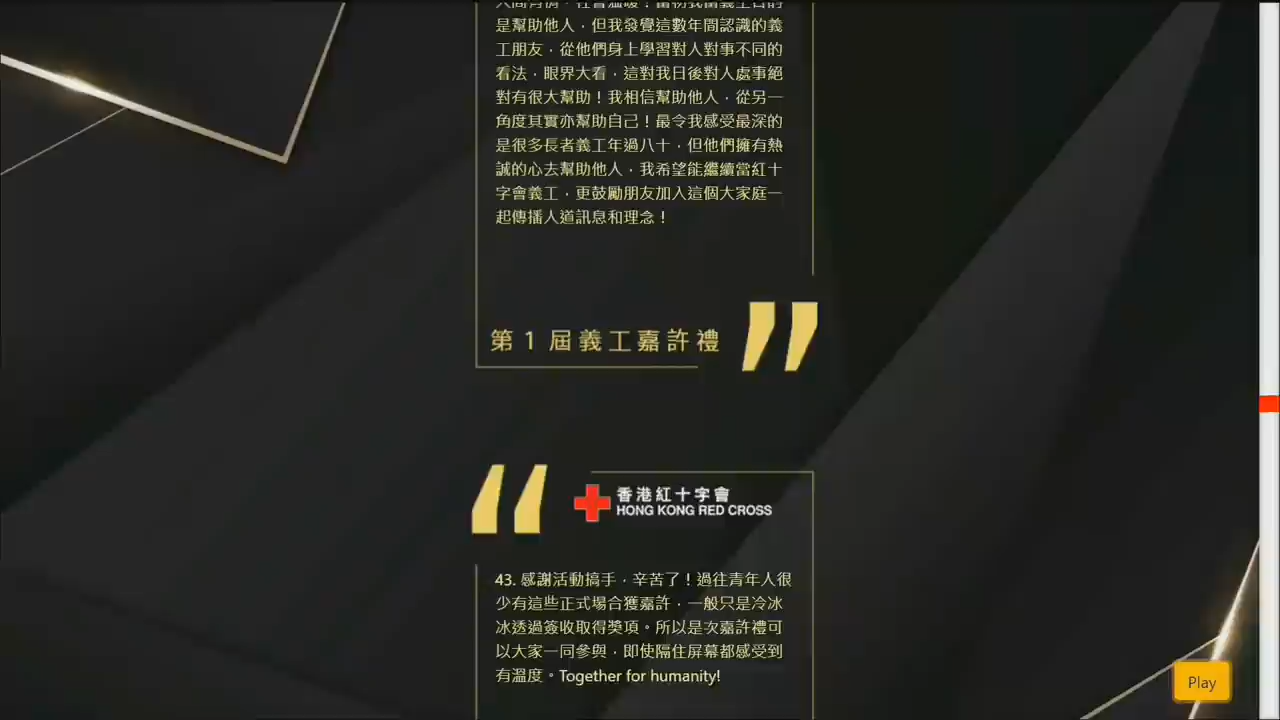 是幫助他人，但我發覺這數年間認識的義
工朋友，從他們身上學習對人對事不同的
看法，眼界大看，這對我日後對人處事絕
對有很大幫助！我相信幫助他人，從另一
角度其實亦幫助自己！最令我感受最深的
是很多長者義工年過八十，但他們擁有熱
誠的心去幫助他人，我希望能繼續當紅十
字會義工，更鼓勵朋友加入這個大家庭一
起傳播人道訊息和理念！
第 1 屆義工嘉許禮
香港紅十字會
HONG KONG RED CROSS
43. 感謝活動搞手，辛苦了！過往青年人很
少有這些正式場合獲嘉許，一般只是冷冰
冰透過簽收取得獎項。所以是次嘉許禮可
以大家一同參與，即使隔住屏幕都感受到
有溫度。Together for humanity!
Play